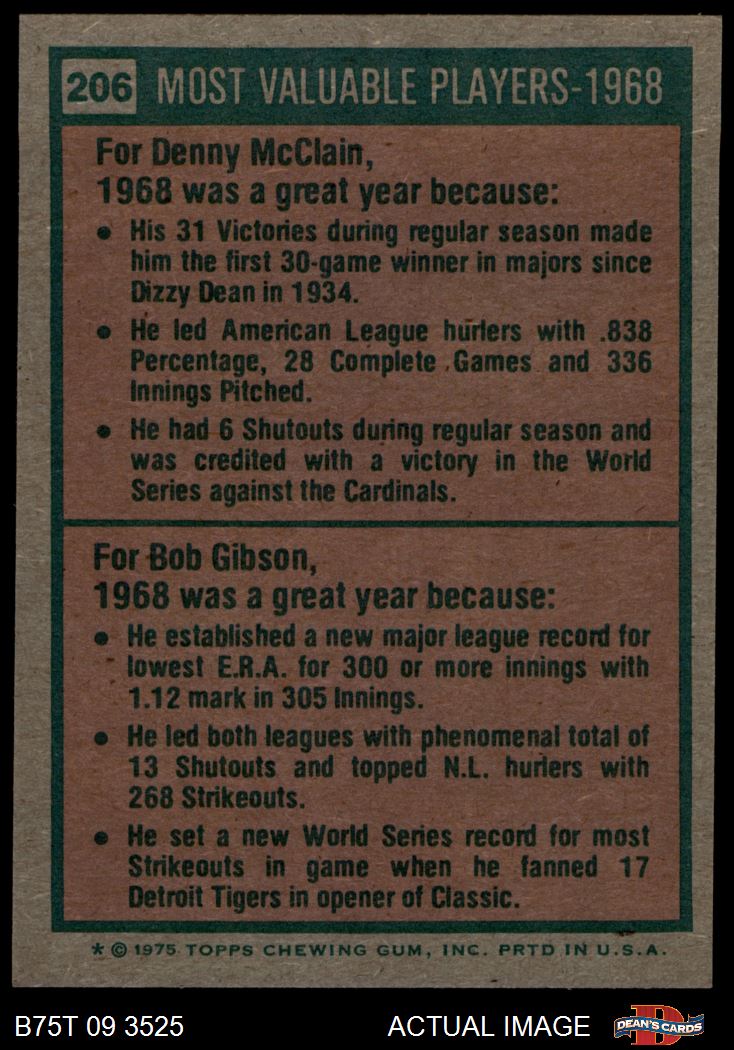 206 MOST VALUABLE PLAYERS-1968
For Denny McClain,
1968 was a great year because:
• His 31 Victories during regular season made
him the first 30-game winner in majors since
Dizzy Dean in 1934.
• He led American League hurlers with .838
Percentage, 28 Complete Games and 336
Innings Pitched.
• He had 6 Shutouts during regular season and
was credited with a victory in the World
Series against the Cardinals.
For Bob Gibson,
1968 was a great year because:
• He established a new major league record for
lowest E.R.A. for 300 or more innings with
1.12 mark in 305 Innings.
• He led both leagues with phenomenal total of
13 Shutouts and topped N.L. hurlers with
268 Strikeouts.
• He set a new World Series record for most
Strikeouts in game when he fanned 17
Detroit Tigers in opener of Classic.
* © 1975 TOPPS CHEWING GUM, INC. PRTD IN U.S.A.
B75T 09 3525 ACTUAL IMAGE D DEAN'S CARDS